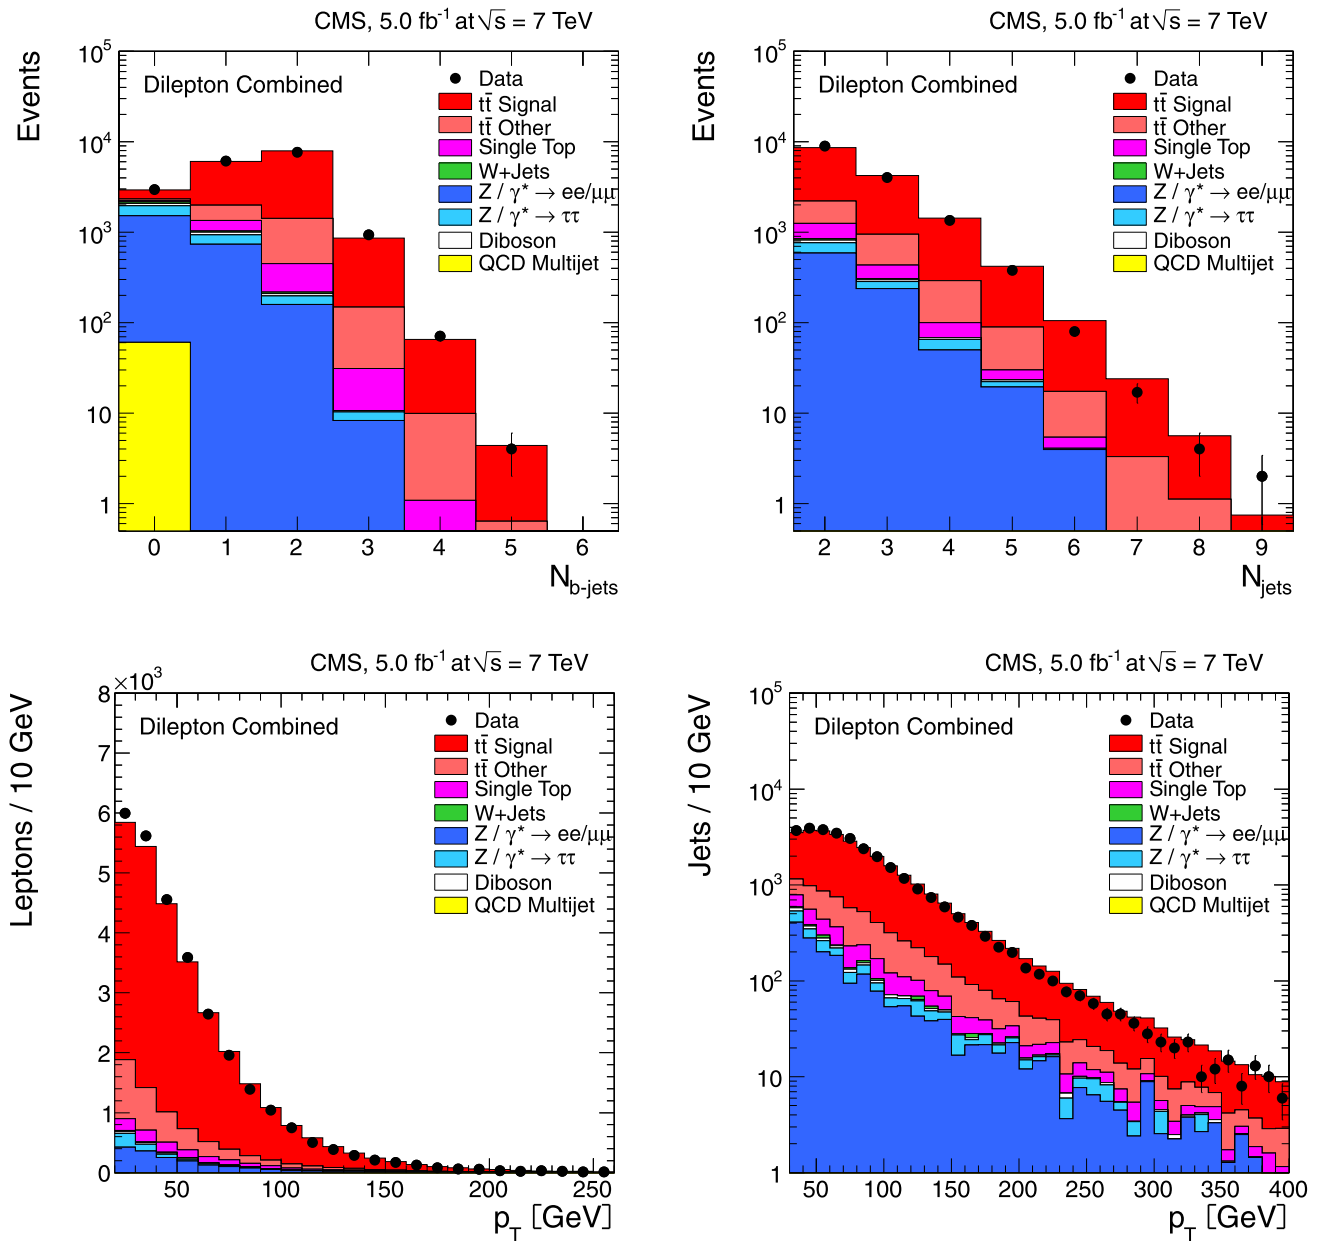 CMS, 5.0 fb⁻¹ at √s = 7 TeV
Events
Dilepton Combined
Data
tt̄ Signal
tt̄ Other
Single Top
W+Jets
Z / γ* → ee/μμ
Z / γ* → ττ
Diboson
QCD Multijet
10⁵
10⁴
10³
10²
10
1
0 1 2 3 4 5 6
N_b-jets
CMS, 5.0 fb⁻¹ at √s = 7 TeV
Events
Dilepton Combined
Data
tt̄ Signal
tt̄ Other
Single Top
W+Jets
Z / γ* → ee/μμ
Z / γ* → ττ
Diboson
QCD Multijet
10⁵
10⁴
10³
10²
10
1
2 3 4 5 6 7 8 9
N_jets
CMS, 5.0 fb⁻¹ at √s = 7 TeV
Leptons / 10 GeV
×10³
Dilepton Combined
Data
tt̄ Signal
tt̄ Other
Single Top
W+Jets
Z / γ* → ee/μμ
Z / γ* → ττ
Diboson
QCD Multijet
8
7
6
5
4
3
2
1
0
50 100 150 200 250
p_T [GeV]
CMS, 5.0 fb⁻¹ at √s = 7 TeV
Jets / 10 GeV
Dilepton Combined
Data
tt̄ Signal
tt̄ Other
Single Top
W+Jets
Z / γ* → ee/μμ
Z / γ* → ττ
Diboson
QCD Multijet
10⁵
10⁴
10³
10²
10
1
50 100 150 200 250 300 350 400
p_T [GeV]